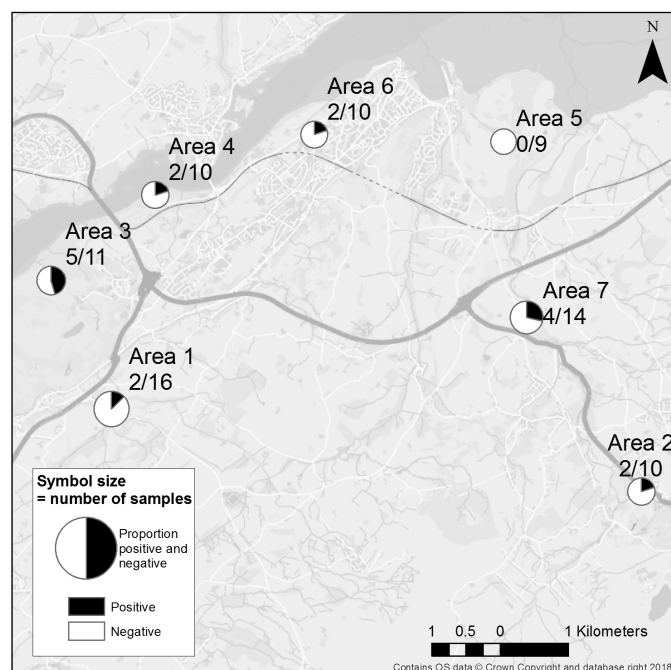 N
Area 6
2/10
Area 5
0/9
Area 4
2/10
Area 3
5/11
Area 7
4/14
Area 1
2/16
Area 2
2/10
Symbol size
= number of samples
Proportion
positive and
negative
Positive
Negative
1 0.5 0 1 Kilometers
Contains OS data © Crown Copyright and database right 2018